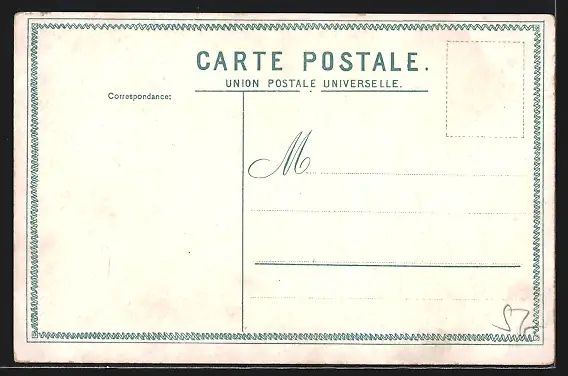 CARTE POSTALE.
UNION POSTALE UNIVERSELLE.
Correspondance:
M